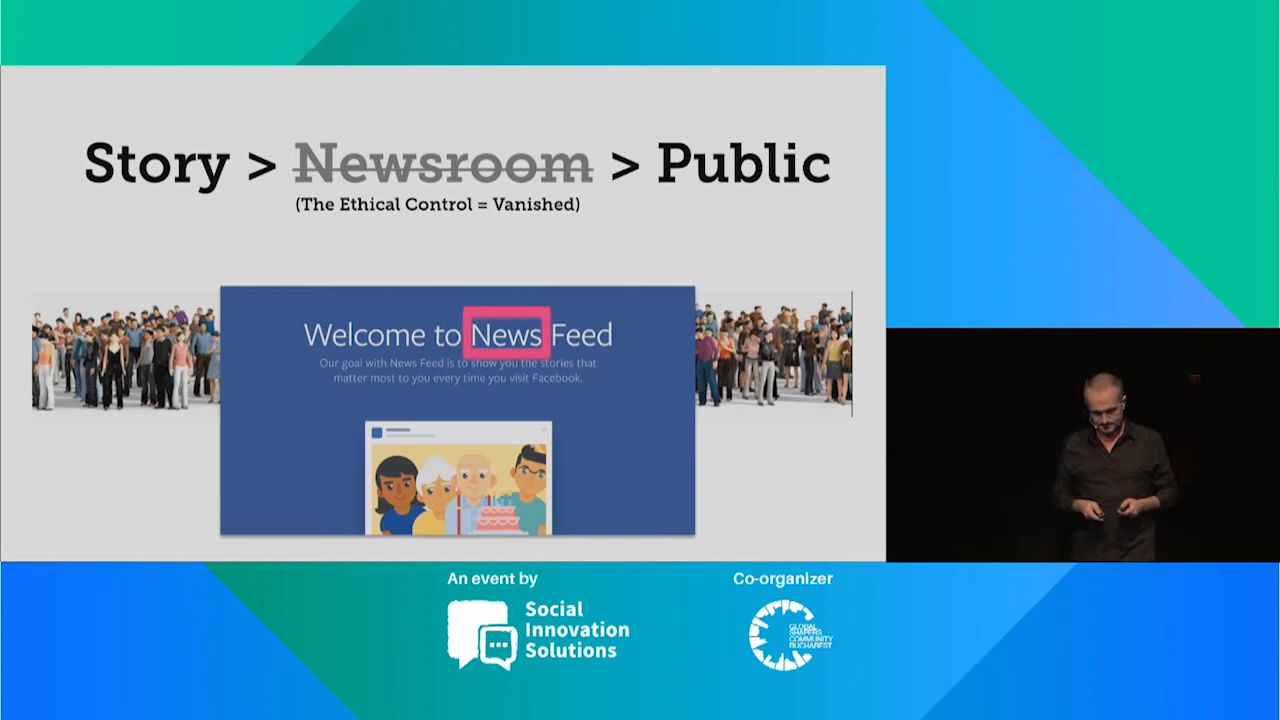 Story > Newsroom > Public
(The Ethical Control = Vanished)
Welcome to News Feed
Our goal with News Feed is to show you the stories that
matter most to you every time you visit Facebook.
An event by
Social
Innovation
Solutions
Co-organizer
GLOBAL
SHAPERS
COMMUNITY
BUCHAREST